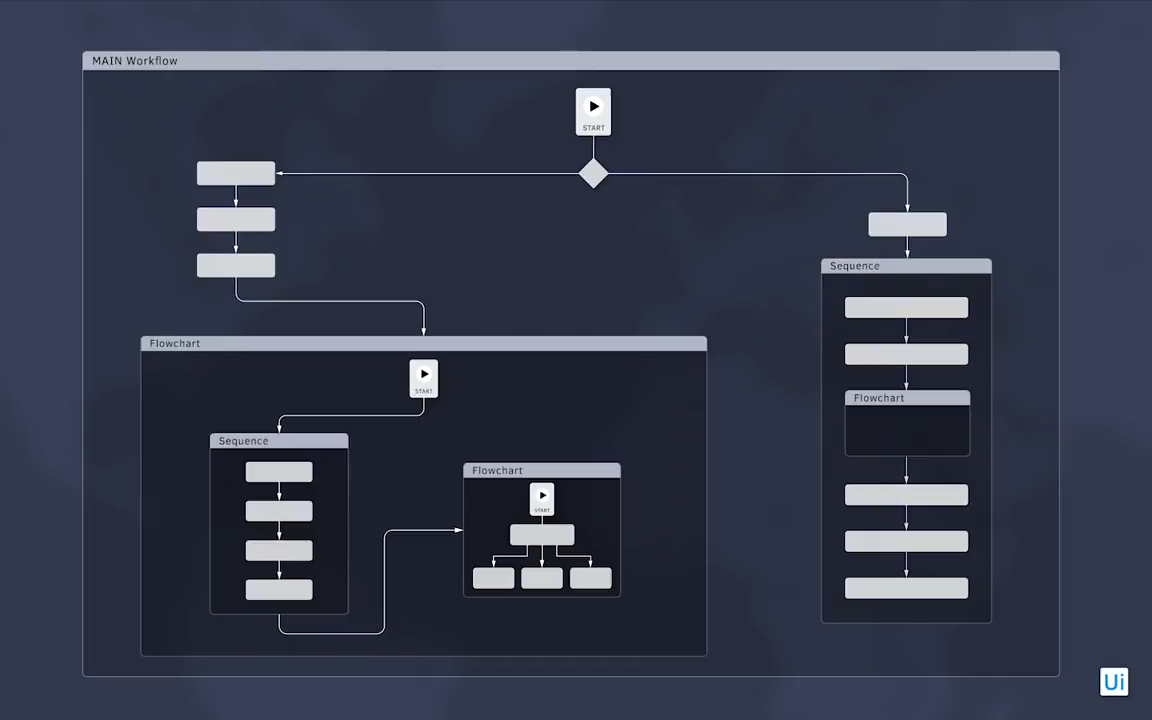 MAIN Workflow
START
Sequence
Flowchart
START
Flowchart
Sequence
Flowchart
START
Ui